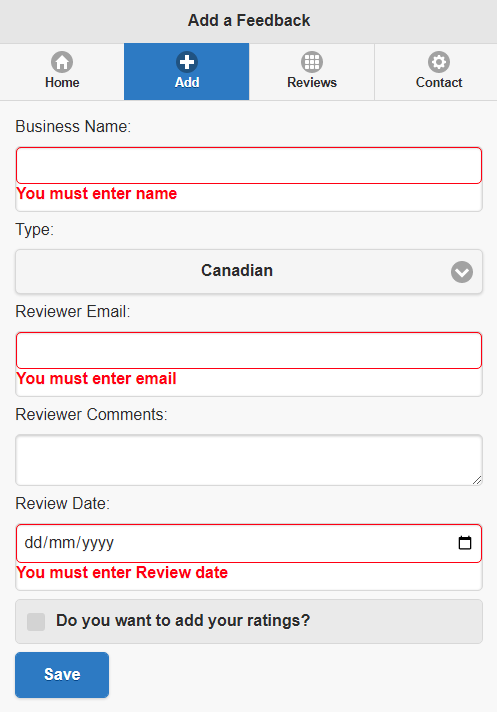 Add a Feedback
Home
Add
Reviews
Contact
Business Name:
You must enter name
Type:
Canadian
Reviewer Email:
You must enter email
Reviewer Comments:
Review Date:
dd/mm/yyyy
You must enter Review date
Do you want to add your ratings?
Save